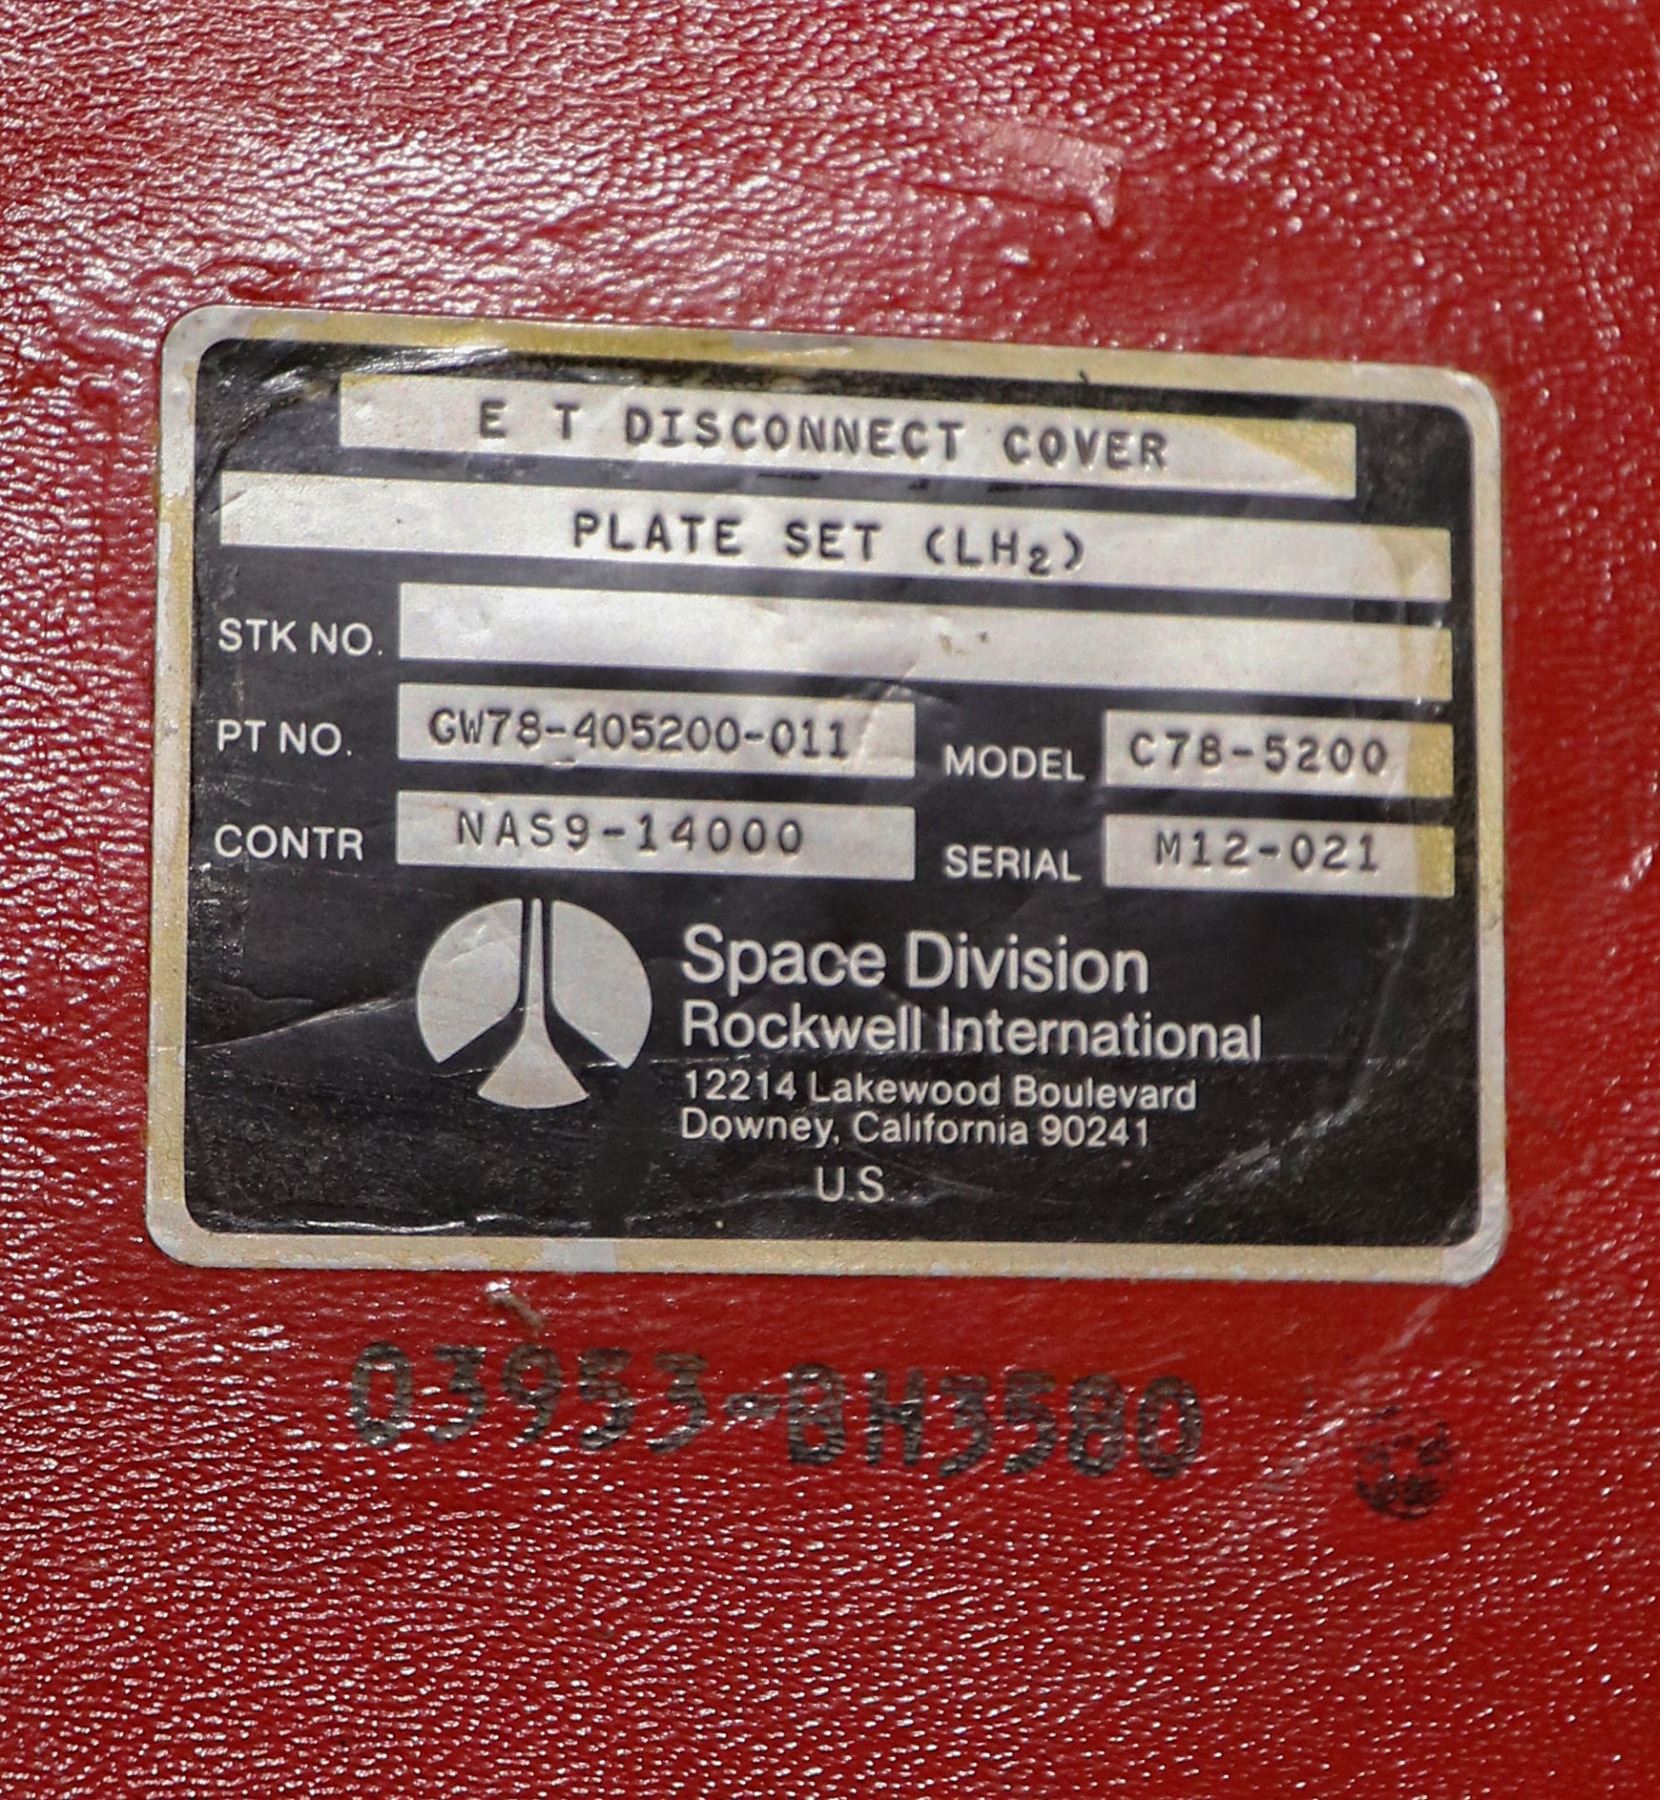 E T DISCONNECT COVER
PLATE SET (LH₂)
STK NO.
PT NO. GW78-405200-011 MODEL C78-5200
CONTR NAS9-14000 SERIAL M12-021
Space Division
Rockwell International
12214 Lakewood Boulevard
Downey, California 90241
U.S.
03953-BH3580